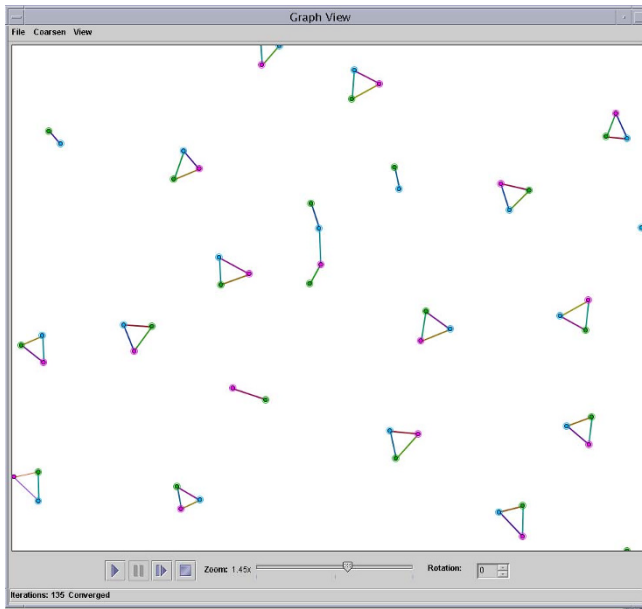 Graph View
File Coarsen View
Zoom: 1.45x Rotation: 0
Iterations: 135 Converged